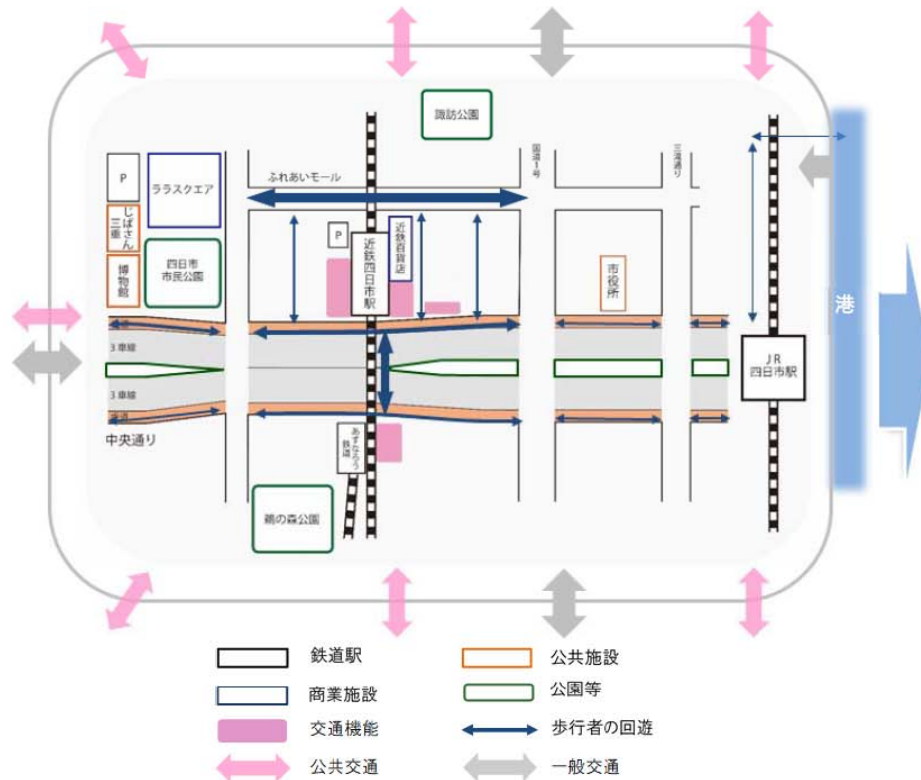 諏訪公園
国道1号
三滝通り
ふれあいモール
P
ララスクエア
じばさん
三重
博物館
四日市
市民公園
P
近鉄四日市駅
近鉄百貨店
市役所
港
3車線
JR
四日市駅
3車線
中央通り
あすなろう
鉄道
鵜の森公園
鉄道駅
公共施設
商業施設
公園等
交通機能
歩行者の回遊
公共交通
一般交通